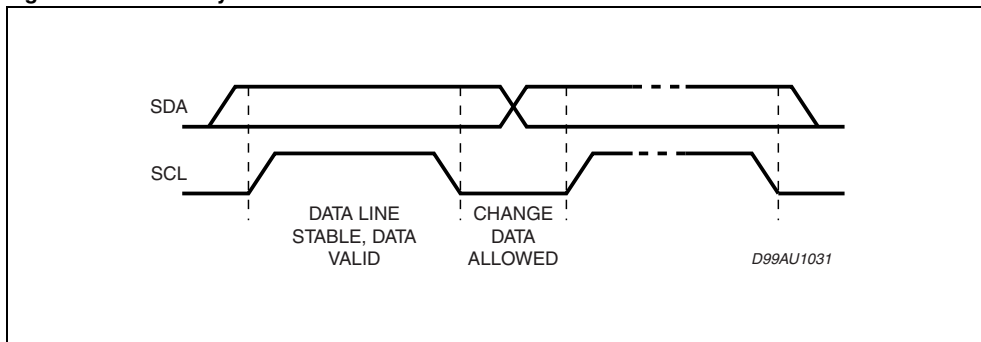 SDA
SCL
DATA LINE
STABLE, DATA
VALID
CHANGE
DATA
ALLOWED
D99AU1031